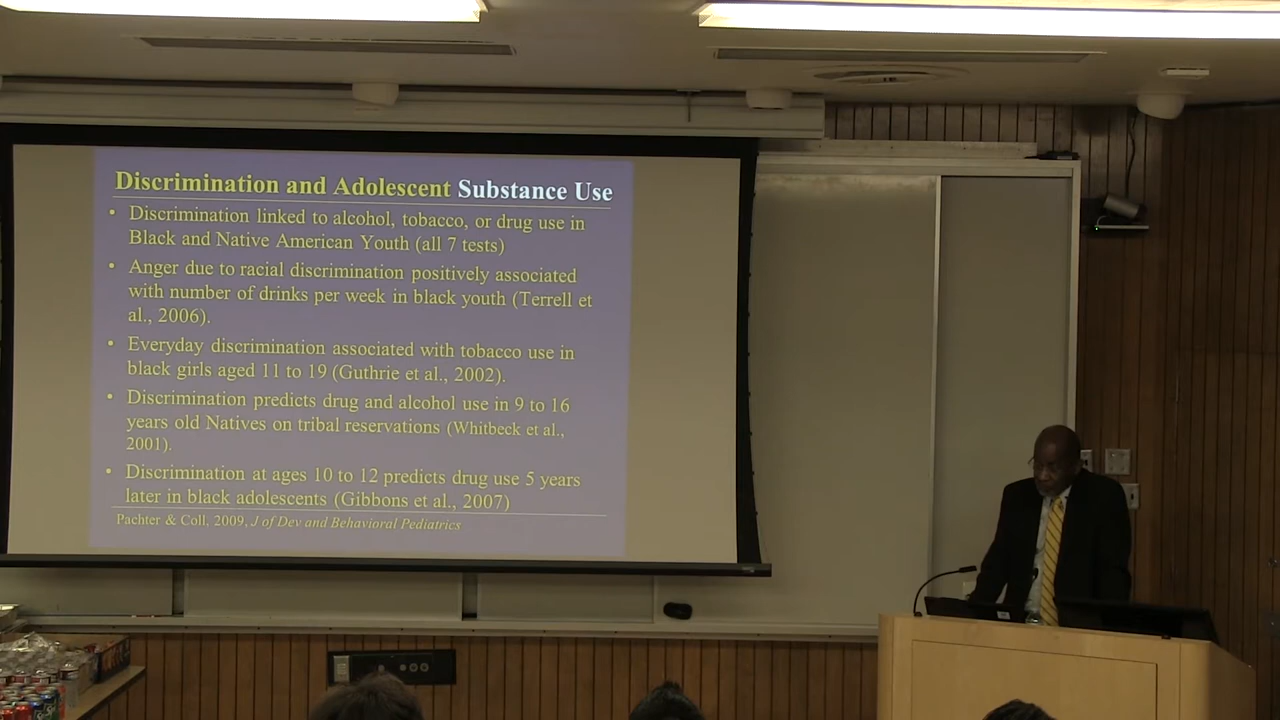 Discrimination and Adolescent Substance Use
• Discrimination linked to alcohol, tobacco, or drug use in
Black and Native American Youth (all 7 tests)
• Anger due to racial discrimination positively associated
with number of drinks per week in black youth (Terrell et
al., 2006).
• Everyday discrimination associated with tobacco use in
black girls aged 11 to 19 (Guthrie et al., 2002).
• Discrimination predicts drug and alcohol use in 9 to 16
years old Natives on tribal reservations (Whitbeck et al.,
2001).
• Discrimination at ages 10 to 12 predicts drug use 5 years
later in black adolescents (Gibbons et al., 2007)
Pachter & Coll, 2009, J of Dev and Behavioral Pediatrics